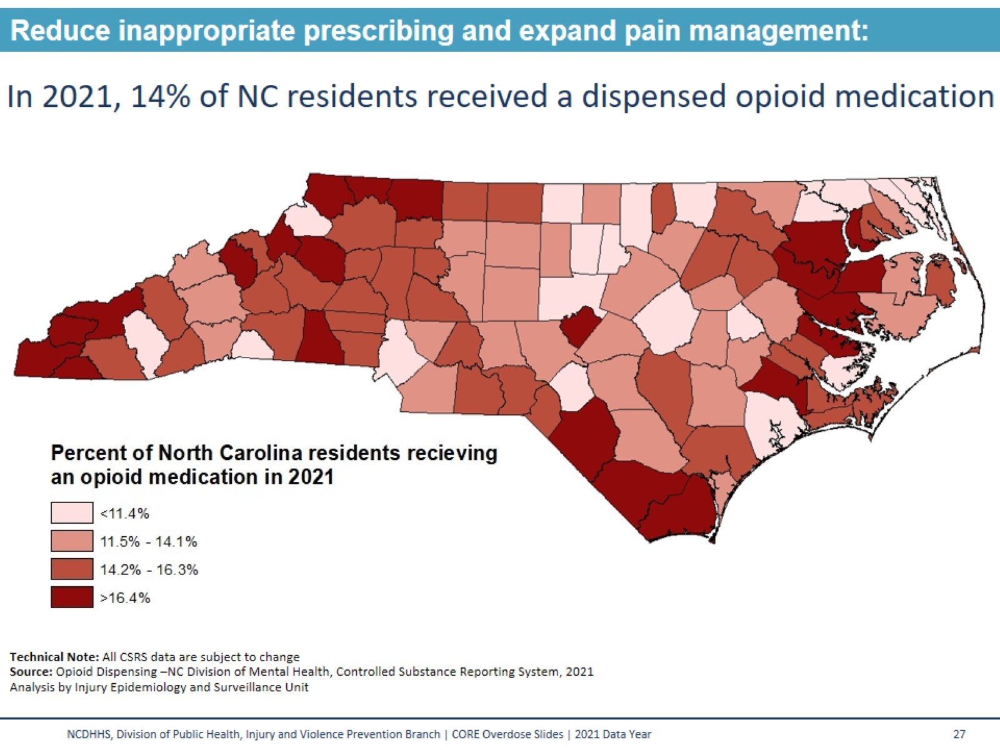 Reduce inappropriate prescribing and expand pain management:
In 2021, 14% of NC residents received a dispensed opioid medication
Percent of North Carolina residents recieving
an opioid medication in 2021
<11.4%
11.5% - 14.1%
14.2% - 16.3%
>16.4%
Technical Note: All CSRS data are subject to change
Source: Opioid Dispensing –NC Division of Mental Health, Controlled Substance Reporting System, 2021
Analysis by Injury Epidemiology and Surveillance Unit
NCDHHS, Division of Public Health, Injury and Violence Prevention Branch | CORE Overdose Slides | 2021 Data Year
27